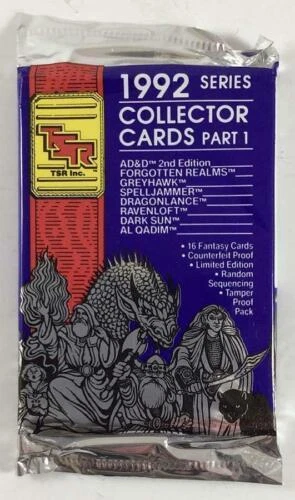 1992 SERIES
COLLECTOR
CARDS PART 1
TSR
TSR Inc.™
AD&D™ 2nd Edition
FORGOTTEN REALMS™
GREYHAWK™
SPELLJAMMER™
DRAGONLANCE™
RAVENLOFT™
DARK SUN™
AL QADIM™
• 16 Fantasy Cards
• Counterfeit Proof
• Limited Edition
• Random
Sequencing
• Tamper
Proof
Pack